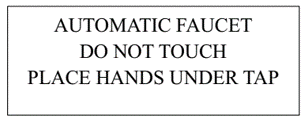 AUTOMATIC FAUCET
DO NOT TOUCH
PLACE HANDS UNDER TAP